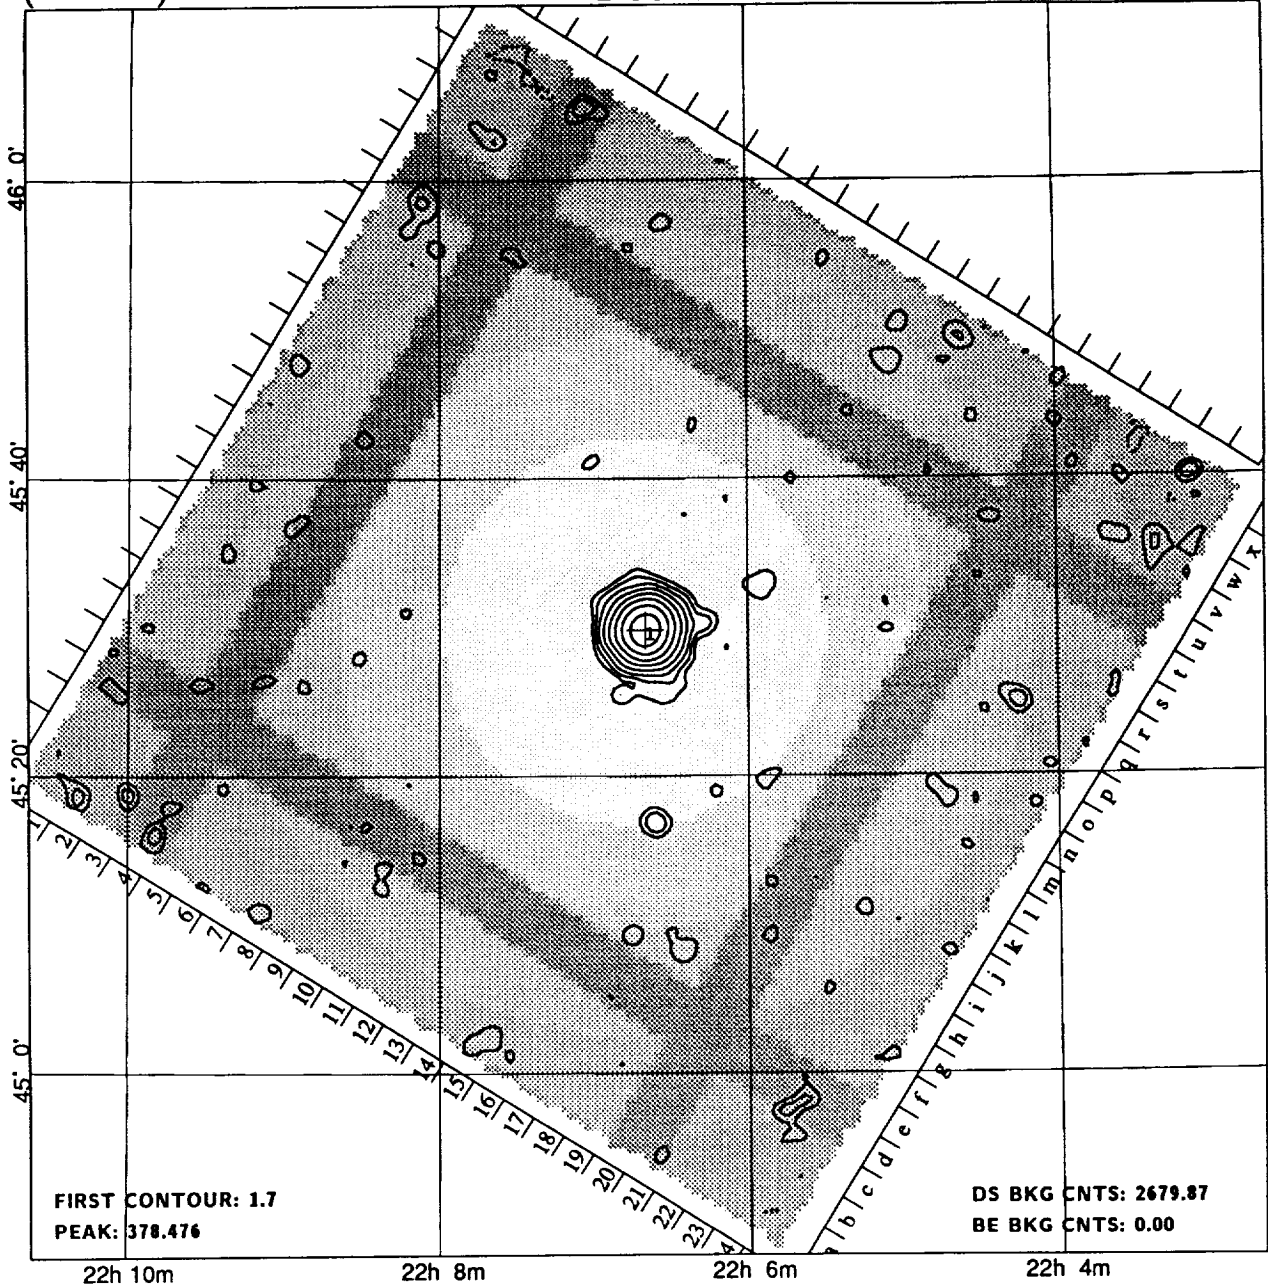 46° 0'
45° 40'
45° 20'
45° 0'
1
1 2 3 4 5 6 7 8 9 10 11 12 13 14 15 16 17 18 19 20 21 22 23
b c d e f g h i j k l m n o p q r s t u v w x
FIRST CONTOUR: 1.7
PEAK: 378.476
DS BKG CNTS: 2679.87
BE BKG CNTS: 0.00
22h 10m 22h 8m 22h 6m 22h 4m